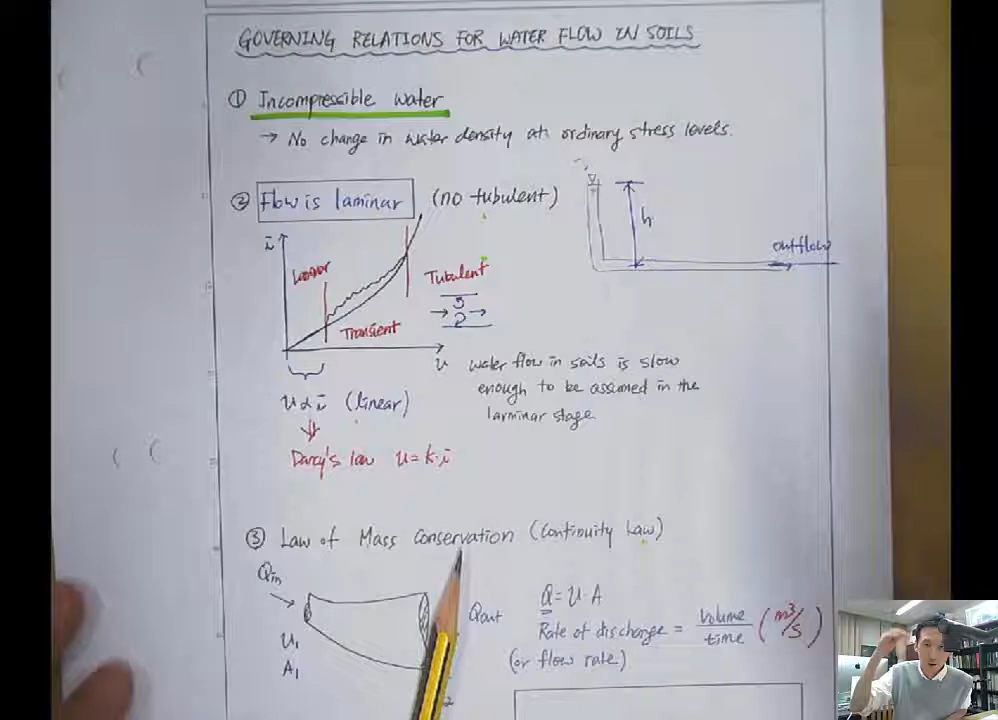 GOVERNING RELATIONS FOR WATER FLOW IN SOILS
① Incompressible water
→ No change in water density at ordinary stress levels.
② Flow is laminar (no tubulent)
h
outflow
i
Tubulent
Transient
u
water flow in soils is slow
enough to be assumed in the
larminar stage
u ∝ i (linear)
Darcy's law u = k·i
③ Law of Mass Conservation (Continuity Law)
Qin
Qout
Q = u·A
Rate of discharge = volume/time (m³/s)
(or flow rate)
U₁
A₁